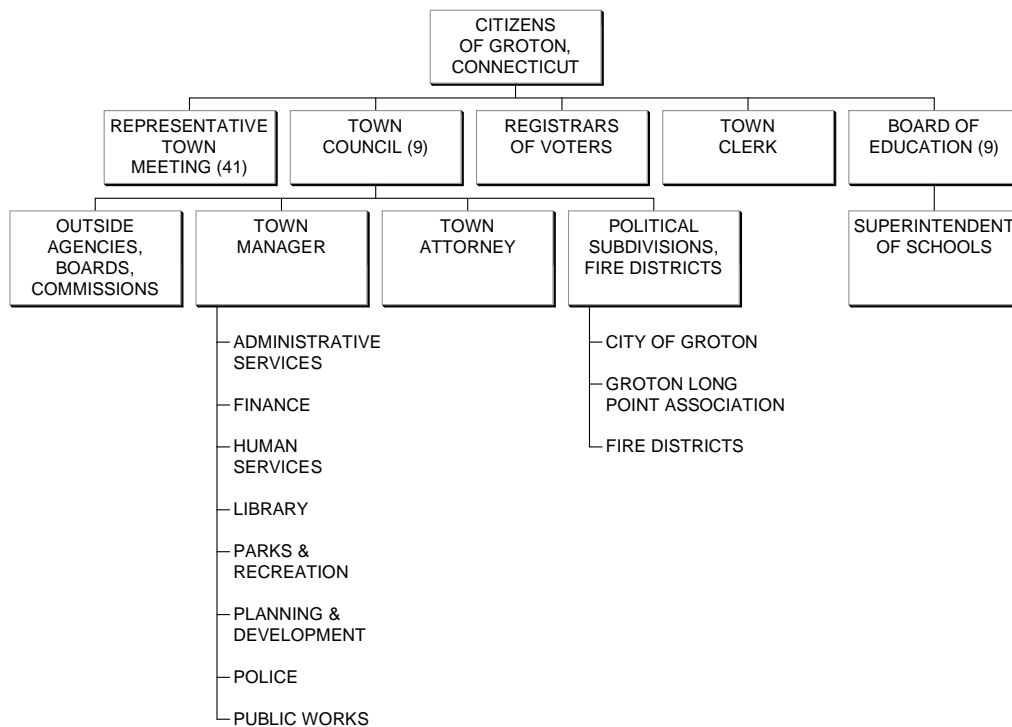 CITIZENS
OF GROTON,
CONNECTICUT
REPRESENTATIVE
TOWN
MEETING (41)
TOWN
COUNCIL (9)
REGISTRARS
OF VOTERS
TOWN
CLERK
BOARD OF
EDUCATION (9)
OUTSIDE
AGENCIES,
BOARDS,
COMMISSIONS
TOWN
MANAGER
TOWN
ATTORNEY
POLITICAL
SUBDIVISIONS,
FIRE DISTRICTS
SUPERINTENDENT
OF SCHOOLS
ADMINISTRATIVE
SERVICES
FINANCE
HUMAN
SERVICES
LIBRARY
PARKS &
RECREATION
PLANNING &
DEVELOPMENT
POLICE
PUBLIC WORKS
CITY OF GROTON
GROTON LONG
POINT ASSOCIATION
FIRE DISTRICTS